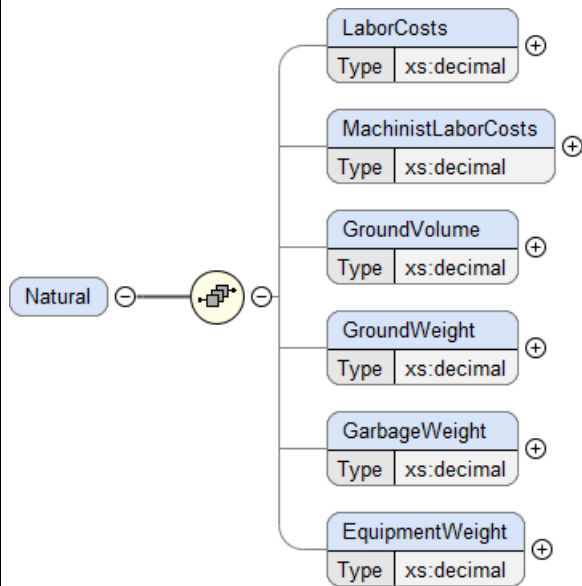 LaborCosts
Type xs:decimal
MachinistLaborCosts
Type xs:decimal
GroundVolume
Type xs:decimal
Natural
GroundWeight
Type xs:decimal
GarbageWeight
Type xs:decimal
EquipmentWeight
Type xs:decimal